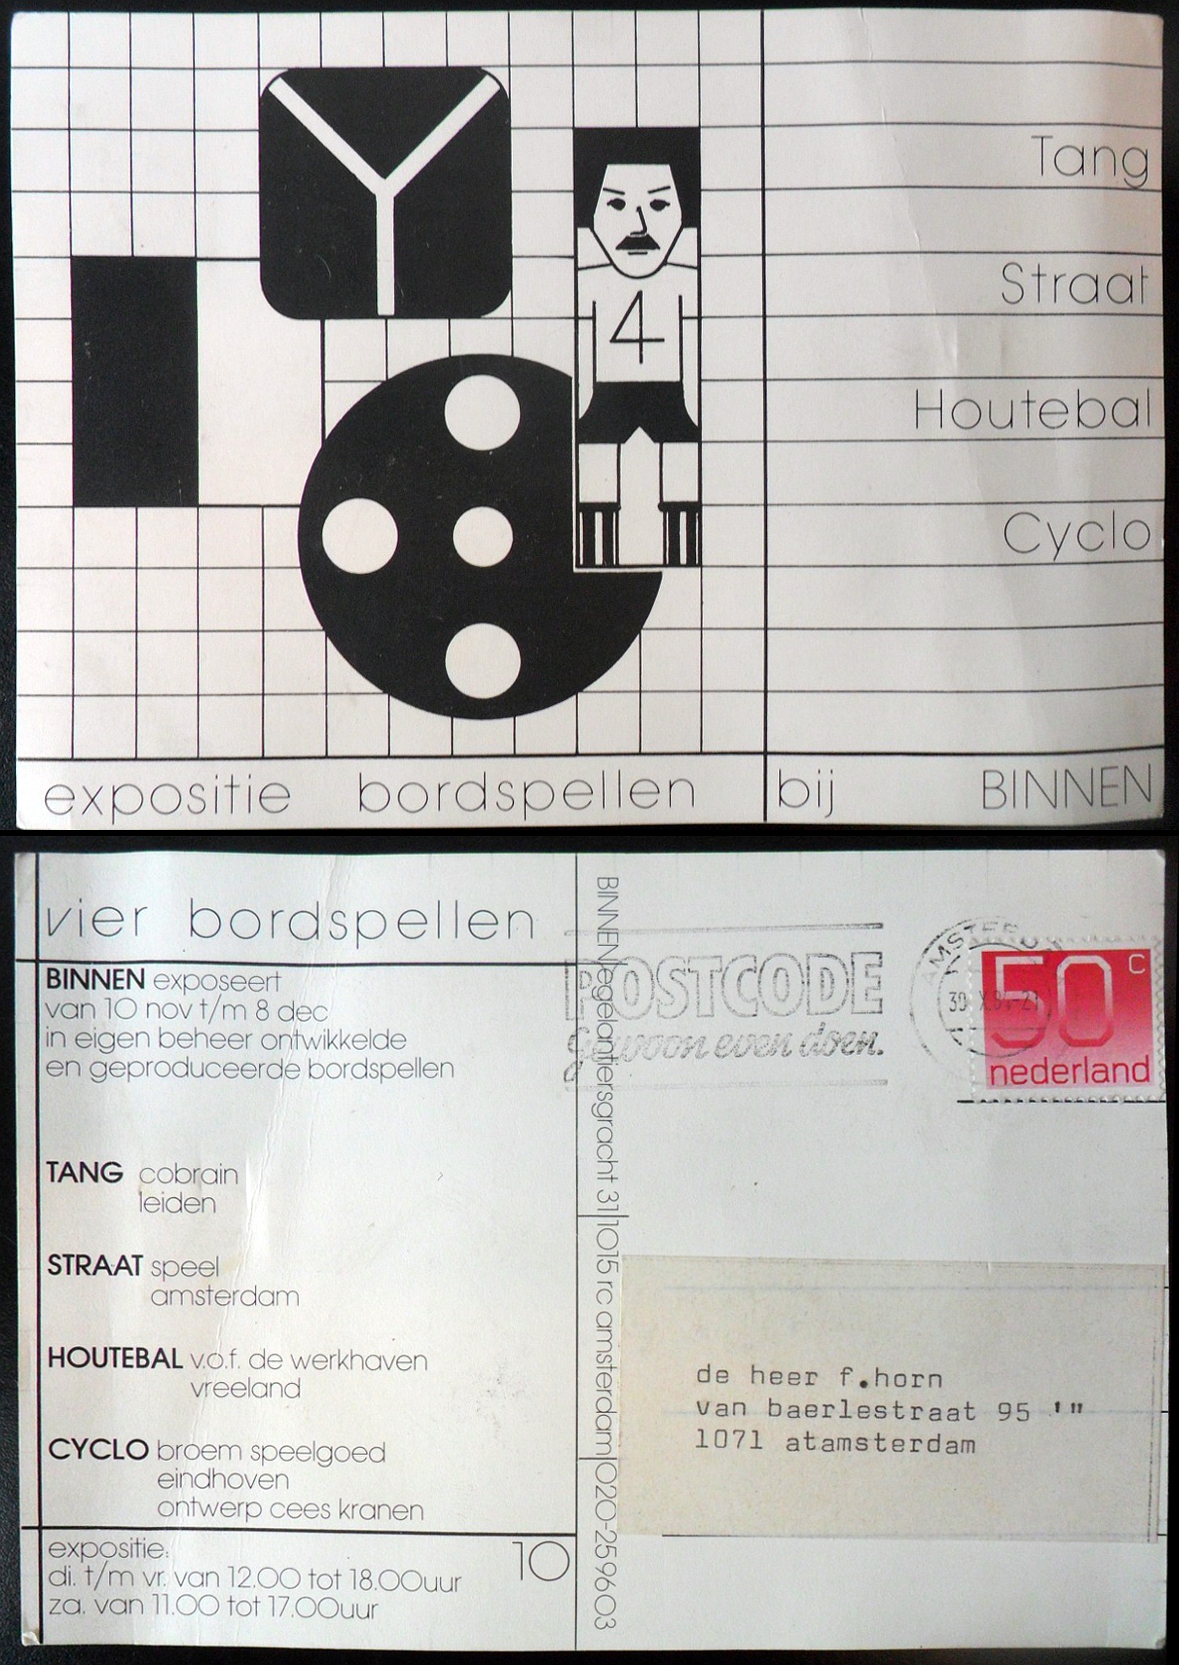 4
Tang
Straat
Houtebal
Cyclo
expositie bordspellen bij BINNEN
vier bordspellen
BINNEN exposeert
van 10 nov t/m 8 dec
in eigen beheer ontwikkelde
en geproduceerde bordspellen
TANG cobrain
leiden
STRAAT speel
amsterdam
HOUTEBAL v.o.f. de werkhaven
vreeland
CYCLO broem speelgoed
eindhoven
ontwerp cees kranen
expositie:
di. t/m vr. van 12.00 tot 18.00uur
za. van 11.00 tot 17.00uur
10
BINNEN|egelantiersgracht 31|1015 rc amsterdam|020-259603
POSTCODE
gewoon even doen.
50 c
nederland
de heer f.horn
van baerlestraat 95 '"
1071 atamsterdam